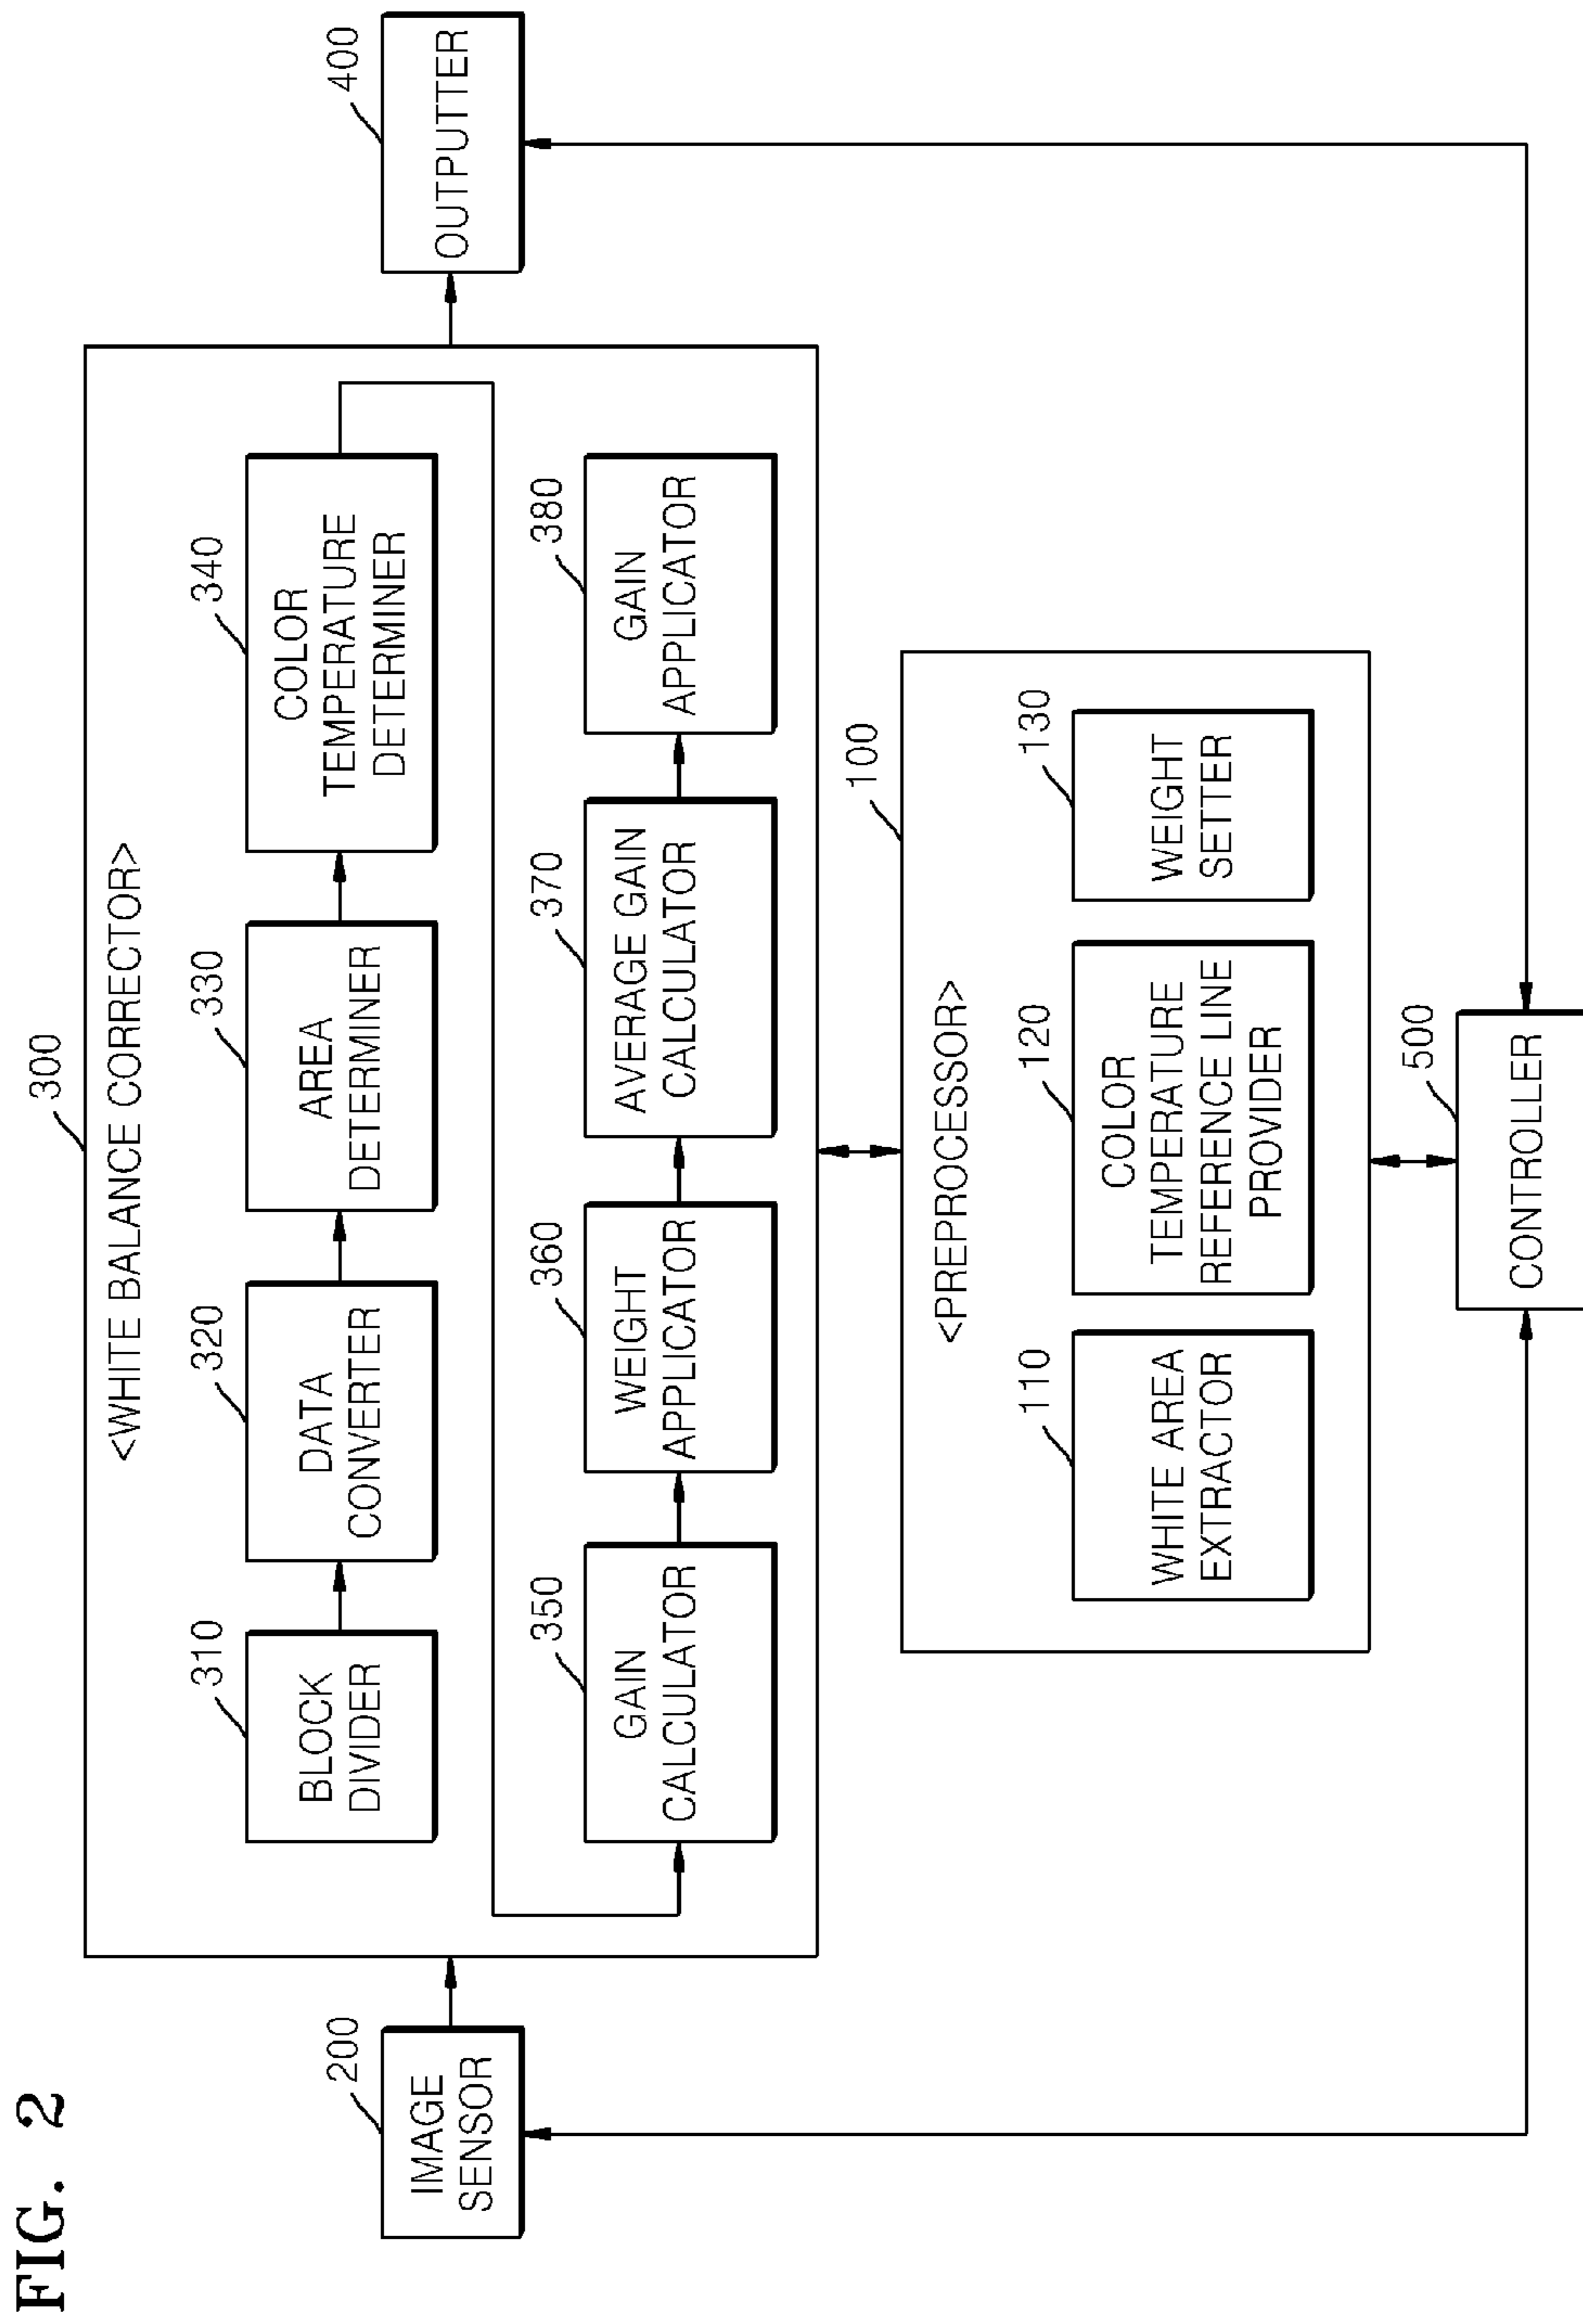 FIG. 2
300
<WHITE BALANCE CORRECTOR>
310
BLOCK
DIVIDER
320
DATA
CONVERTER
330
AREA
DETERMINER
340
COLOR
TEMPERATURE
DETERMINER
350
GAIN
CALCULATOR
360
WEIGHT
APPLICATOR
370
AVERAGE GAIN
CALCULATOR
380
GAIN
APPLICATOR
200
IMAGE
SENSOR
400
OUTPUTTER
100
<PREPROCESSOR>
110
WHITE AREA
EXTRACTOR
120
COLOR
TEMPERATURE
REFERENCE LINE
PROVIDER
130
WEIGHT
SETTER
500
CONTROLLER